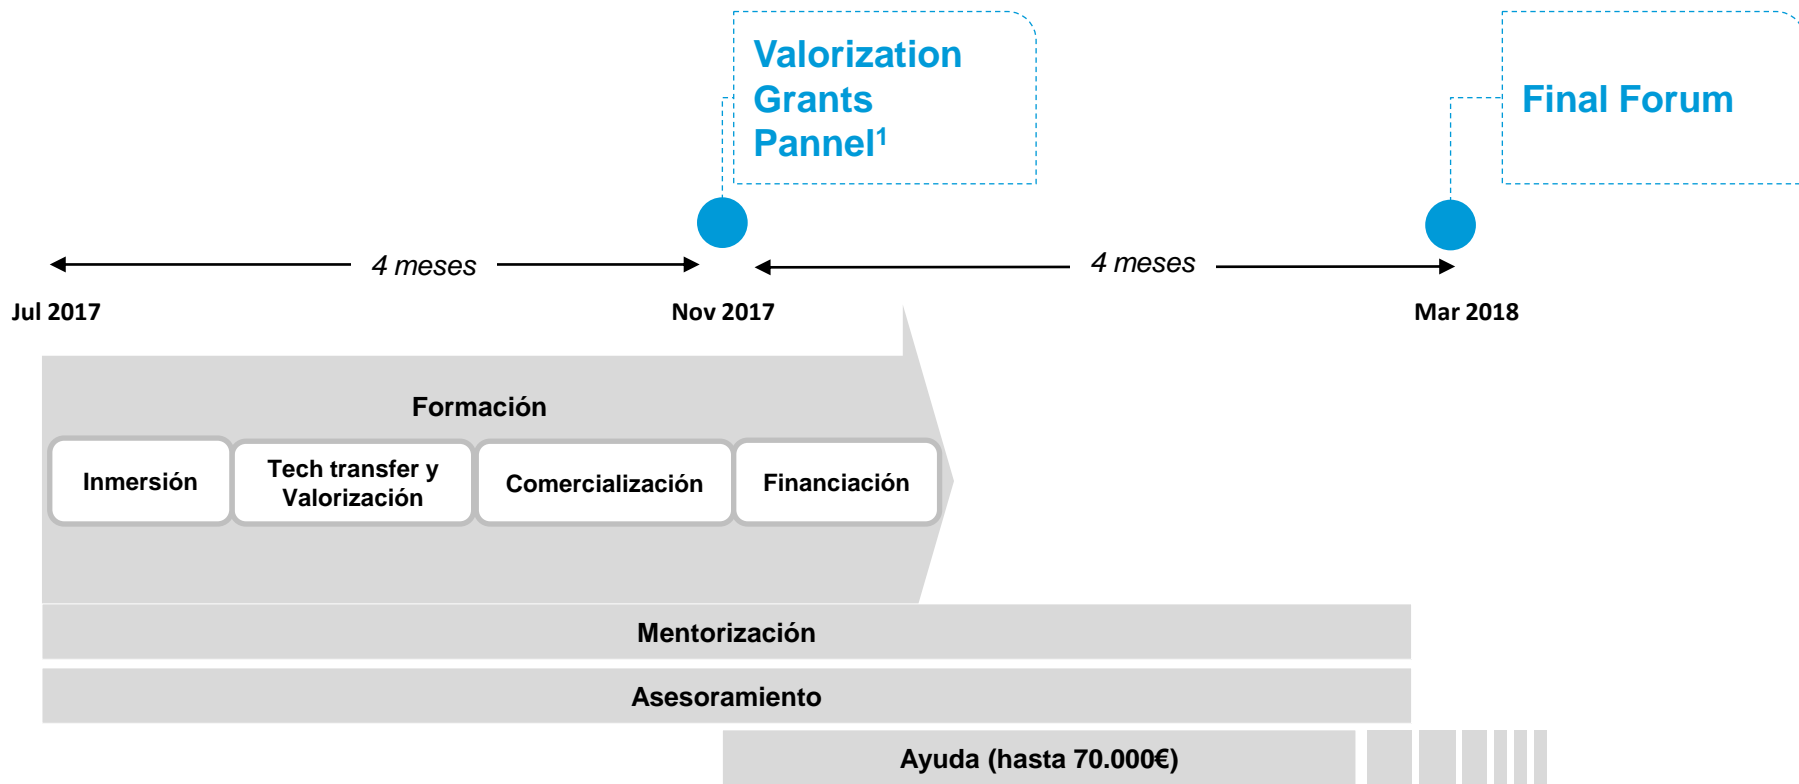 Valorization
Grants
Pannel¹
Final Forum
4 meses
4 meses
Jul 2017
Nov 2017
Mar 2018
Formación
Inmersión
Tech transfer y
Valorización
Comercialización
Financiación
Mentorización
Asesoramiento
Ayuda (hasta 70.000€)